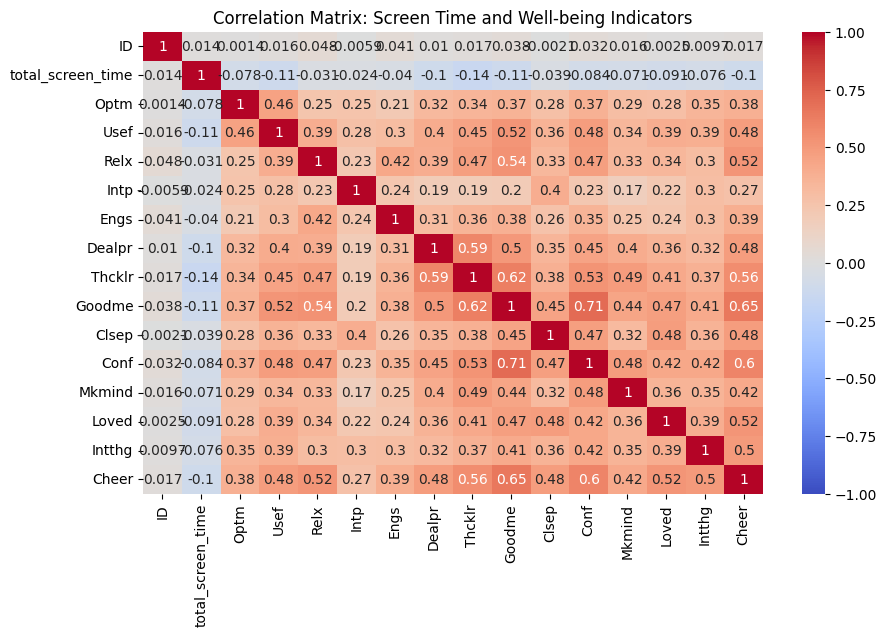 Correlation Matrix: Screen Time and Well-being Indicators
ID 1 0.014 0.0014 0.016 0.048 0.0059 0.041 0.01 0.017 0.038 0.0021 0.032 0.016 0.0025 0.0097 0.017
total_screen_time -0.014 1 -0.078 -0.11 -0.031 -0.024 -0.04 -0.1 -0.14 -0.11 -0.039 -0.084 -0.071 -0.091 -0.076 -0.1
Optm 0.0014 -0.078 1 0.46 0.25 0.25 0.21 0.32 0.34 0.37 0.28 0.37 0.29 0.28 0.35 0.38
Usef -0.016 -0.11 0.46 1 0.39 0.28 0.3 0.4 0.45 0.52 0.36 0.48 0.34 0.39 0.39 0.48
Relx -0.048 -0.031 0.25 0.39 1 0.23 0.42 0.39 0.47 0.54 0.33 0.47 0.33 0.34 0.3 0.52
Intp -0.0059 -0.024 0.25 0.28 0.23 1 0.24 0.19 0.19 0.2 0.4 0.23 0.17 0.22 0.3 0.27
Engs -0.041 -0.04 0.21 0.3 0.42 0.24 1 0.31 0.36 0.38 0.26 0.35 0.25 0.24 0.3 0.39
Dealpr 0.01 -0.1 0.32 0.4 0.39 0.19 0.31 1 0.59 0.5 0.35 0.45 0.4 0.36 0.32 0.48
Thcklr -0.017 -0.14 0.34 0.45 0.47 0.19 0.36 0.59 1 0.62 0.38 0.53 0.49 0.41 0.37 0.56
Goodme -0.038 -0.11 0.37 0.52 0.54 0.2 0.38 0.5 0.62 1 0.45 0.71 0.44 0.47 0.41 0.65
Clsep -0.0021 -0.039 0.28 0.36 0.33 0.4 0.26 0.35 0.38 0.45 1 0.47 0.32 0.48 0.36 0.48
Conf -0.032 -0.084 0.37 0.48 0.47 0.23 0.35 0.45 0.53 0.71 0.47 1 0.48 0.42 0.42 0.6
Mkmind -0.016 -0.071 0.29 0.34 0.33 0.17 0.25 0.4 0.49 0.44 0.32 0.48 1 0.36 0.35 0.42
Loved 0.0025 -0.091 0.28 0.39 0.34 0.22 0.24 0.36 0.41 0.47 0.48 0.42 0.36 1 0.39 0.52
Intthg 0.0097 -0.076 0.35 0.39 0.3 0.3 0.3 0.32 0.37 0.41 0.36 0.42 0.35 0.39 1 0.5
Cheer -0.017 -0.1 0.38 0.48 0.52 0.27 0.39 0.48 0.56 0.65 0.48 0.6 0.42 0.52 0.5 1
ID total_screen_time Optm Usef Relx Intp Engs Dealpr Thcklr Goodme Clsep Conf Mkmind Loved Intthg Cheer
1.00
0.75
0.50
0.25
0.00
-0.25
-0.50
-0.75
-1.00